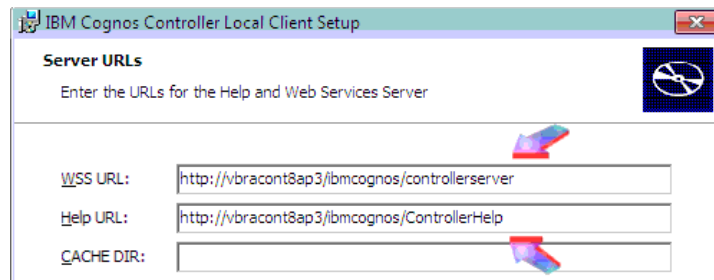 IBM Cognos Controller Local Client Setup
Server URLs
Enter the URLs for the Help and Web Services Server
WSS URL: http://vbracont8ap3/ibmcognos/controllerserver
Help URL: http://vbracont8ap3/ibmcognos/ControllerHelp
CACHE DIR: